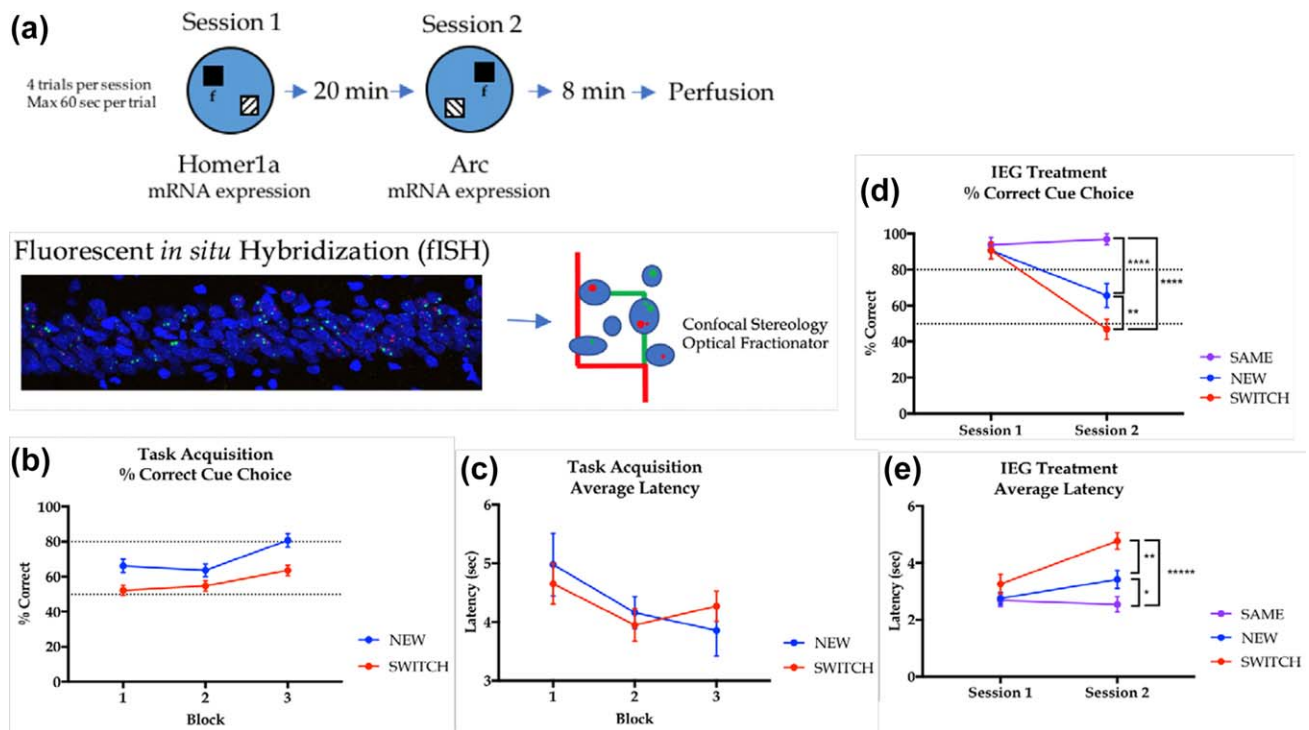 (a)
Session 1
Session 2
4 trials per session
Max 60 sec per trial
f
20 min
f
8 min
Perfusion
Homer1a
mRNA expression
Arc
mRNA expression
Fluorescent in situ Hybridization (fISH)
Confocal Stereology
Optical Fractionator
(b)
Task Acquisition
% Correct Cue Choice
100
80
60
40
20
0
% Correct
1
2
3
Block
NEW
SWITCH
(c)
Task Acquisition
Average Latency
6
5
4
3
Latency (sec)
1
2
3
Block
NEW
SWITCH
(d)
IEG Treatment
% Correct Cue Choice
100
80
60
40
20
0
% Correct
****
**
****
Session 1
Session 2
SAME
NEW
SWITCH
(e)
IEG Treatment
Average Latency
6
4
2
0
Latency (sec)
**
*
*****
Session 1
Session 2
SAME
NEW
SWITCH